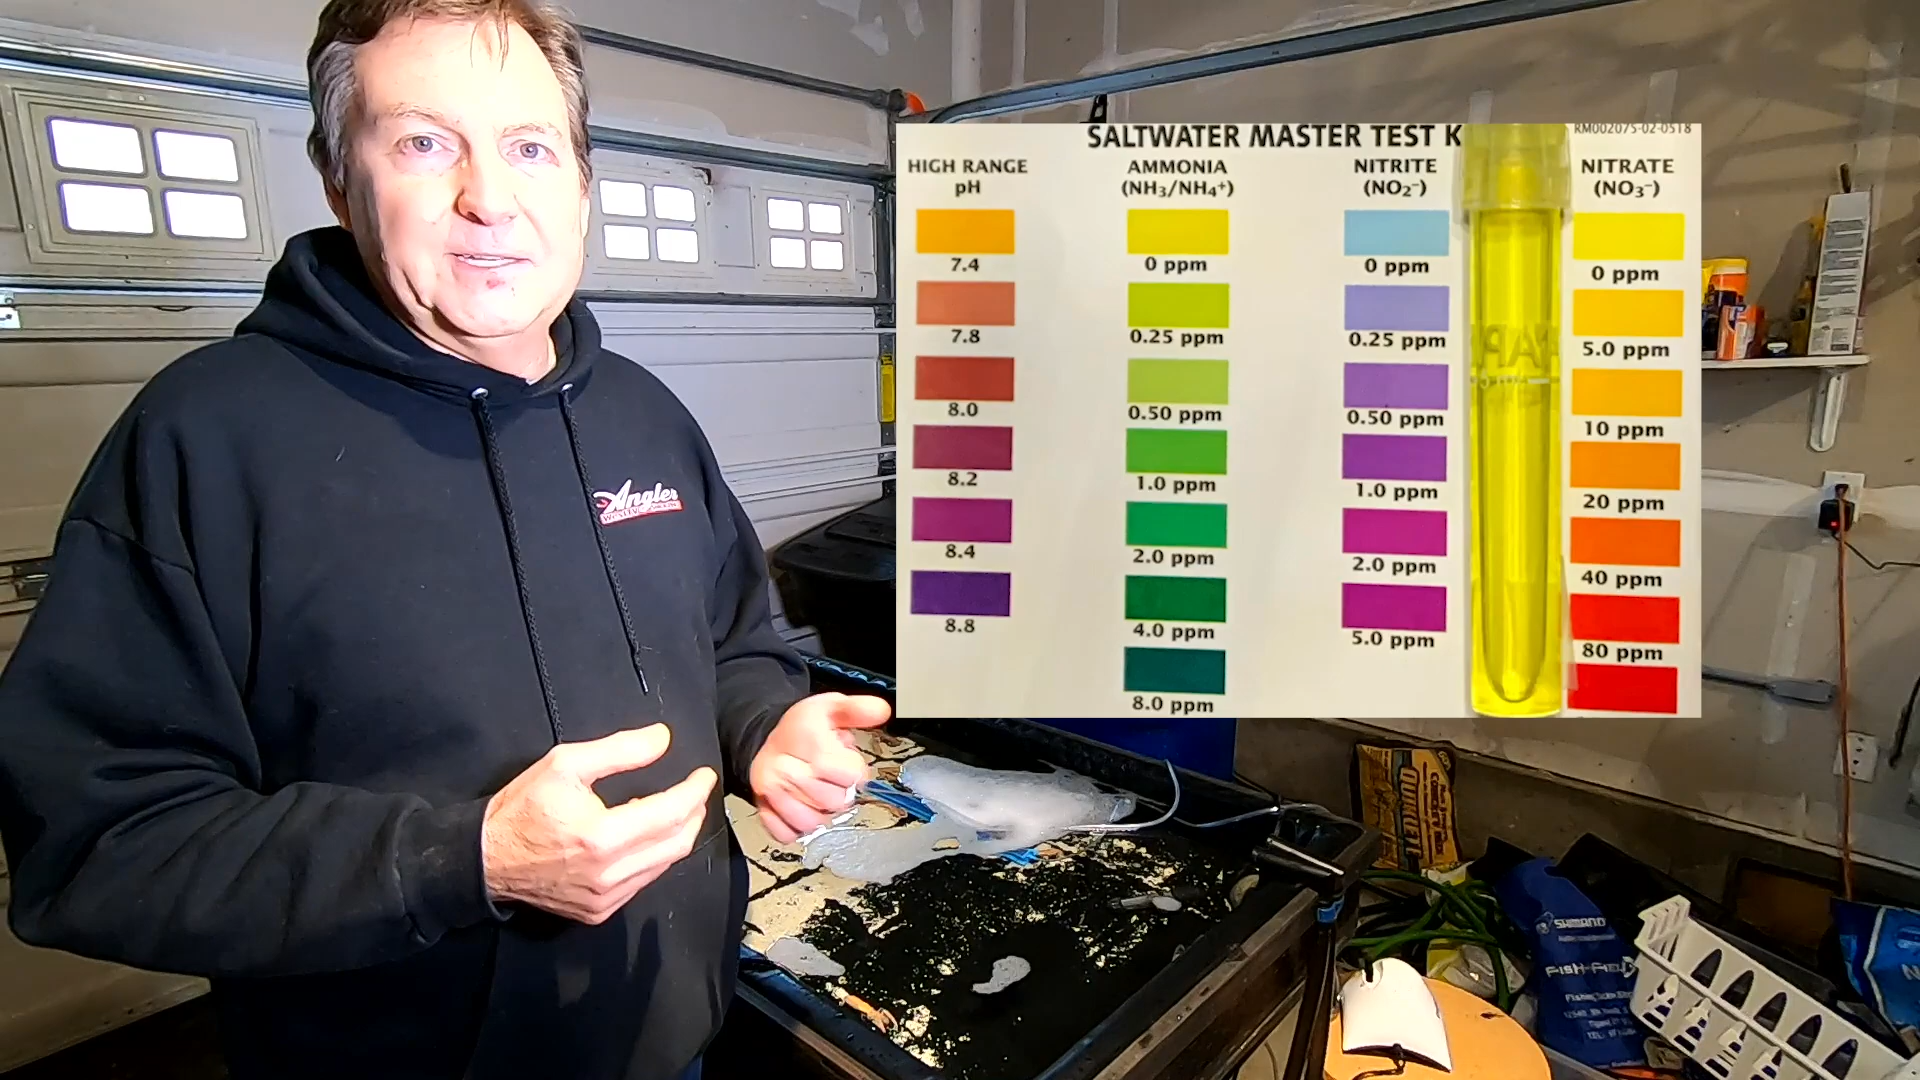 SALTWATER MASTER TEST K
RM002075-02-0518
HIGH RANGE
pH
7.4
7.8
8.0
8.2
8.4
8.8
AMMONIA
(NH₃/NH₄⁺)
0 ppm
0.25 ppm
0.50 ppm
1.0 ppm
2.0 ppm
4.0 ppm
8.0 ppm
NITRITE
(NO₂⁻)
0 ppm
0.25 ppm
0.50 ppm
1.0 ppm
2.0 ppm
5.0 ppm
NITRATE
(NO₃⁻)
0 ppm
5.0 ppm
10 ppm
20 ppm
40 ppm
80 ppm
Angler
SHIMANO
FISH-FIELD